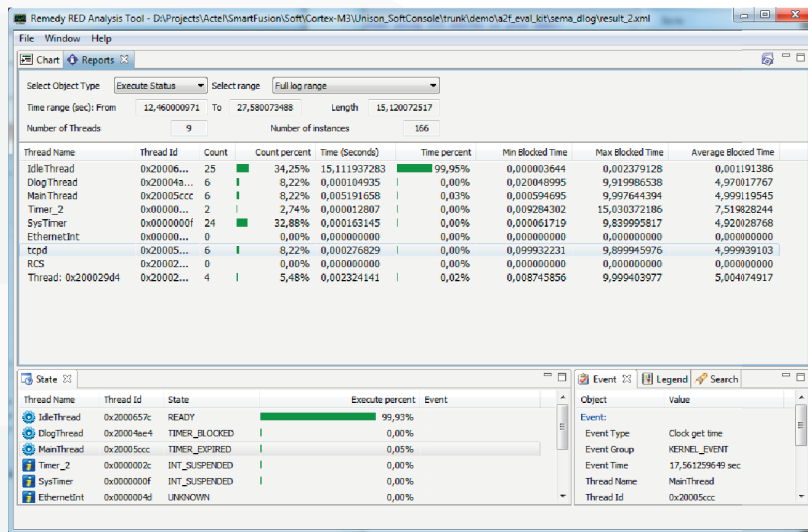 Remedy RED Analysis Tool - D:\Projects\Actel\SmartFusion\Soft\Cortex-M3\Unison_SoftConsole\trunk\demo\a2f_eval_kit\sema_dlog\result_2.xml
File Window Help
Chart Reports
Select Object Type Execute Status Select range Full log range
Time range (sec): From 12,460000971 To 27,580073488 Length 15,120072517
Number of Threads 9 Number of instances 166
Thread Name Thread Id Count Count percent Time (Seconds) Time percent Min Blocked Time Max Blocked Time Average Blocked Time
IdleThread 0x20006... 25 34,25% 15,111937283 99,95% 0,000003644 0,002379128 0,001191386
DlogThread 0x20004a... 6 8,22% 0,000104935 0,00% 0,020048995 9,919986538 4,970017767
MainThread 0x20005ccc 6 8,22% 0,005191658 0,03% 0,000594695 9,997644394 4,999119545
Timer_2 0x00000... 2 2,74% 0,000012807 0,00% 0,009284302 15,030372186 7,519828244
SysTimer 0x0000000f 24 32,88% 0,000163145 0,00% 0,000061719 9,839995817 4,920028768
EthernetInt 0x00000... 0 0,00% 0,000000000 0,00% 0,000000000 0,000000000 0,000000000
tcpd 0x20005... 6 8,22% 0,000276829 0,00% 0,099932231 9,899945976 4,999939103
RCS 0x20002... 0 0,00% 0,000000000 0,00% 0,000000000 0,000000000 0,000000000
Thread: 0x200029d4 0x20002... 4 5,48% 0,002324141 0,02% 0,008745856 9,999403977 5,004074917
State Event Legend Search
Thread Name Thread Id State Execute percent Event Object Value
IdleThread 0x2000657c READY 99,93% Event:
DlogThread 0x20004ae4 TIMER_BLOCKED 0,00% Event Type Clock get time
MainThread 0x20005ccc TIMER_EXPIRED 0,05% Event Group KERNEL_EVENT
Timer_2 0x0000002c INT_SUSPENDED 0,00% Event Time 17,561259649 sec
SysTimer 0x0000000f INT_SUSPENDED 0,00% Thread Name MainThread
EthernetInt 0x0000004d UNKNOWN 0,00% Thread Id 0x20005ccc